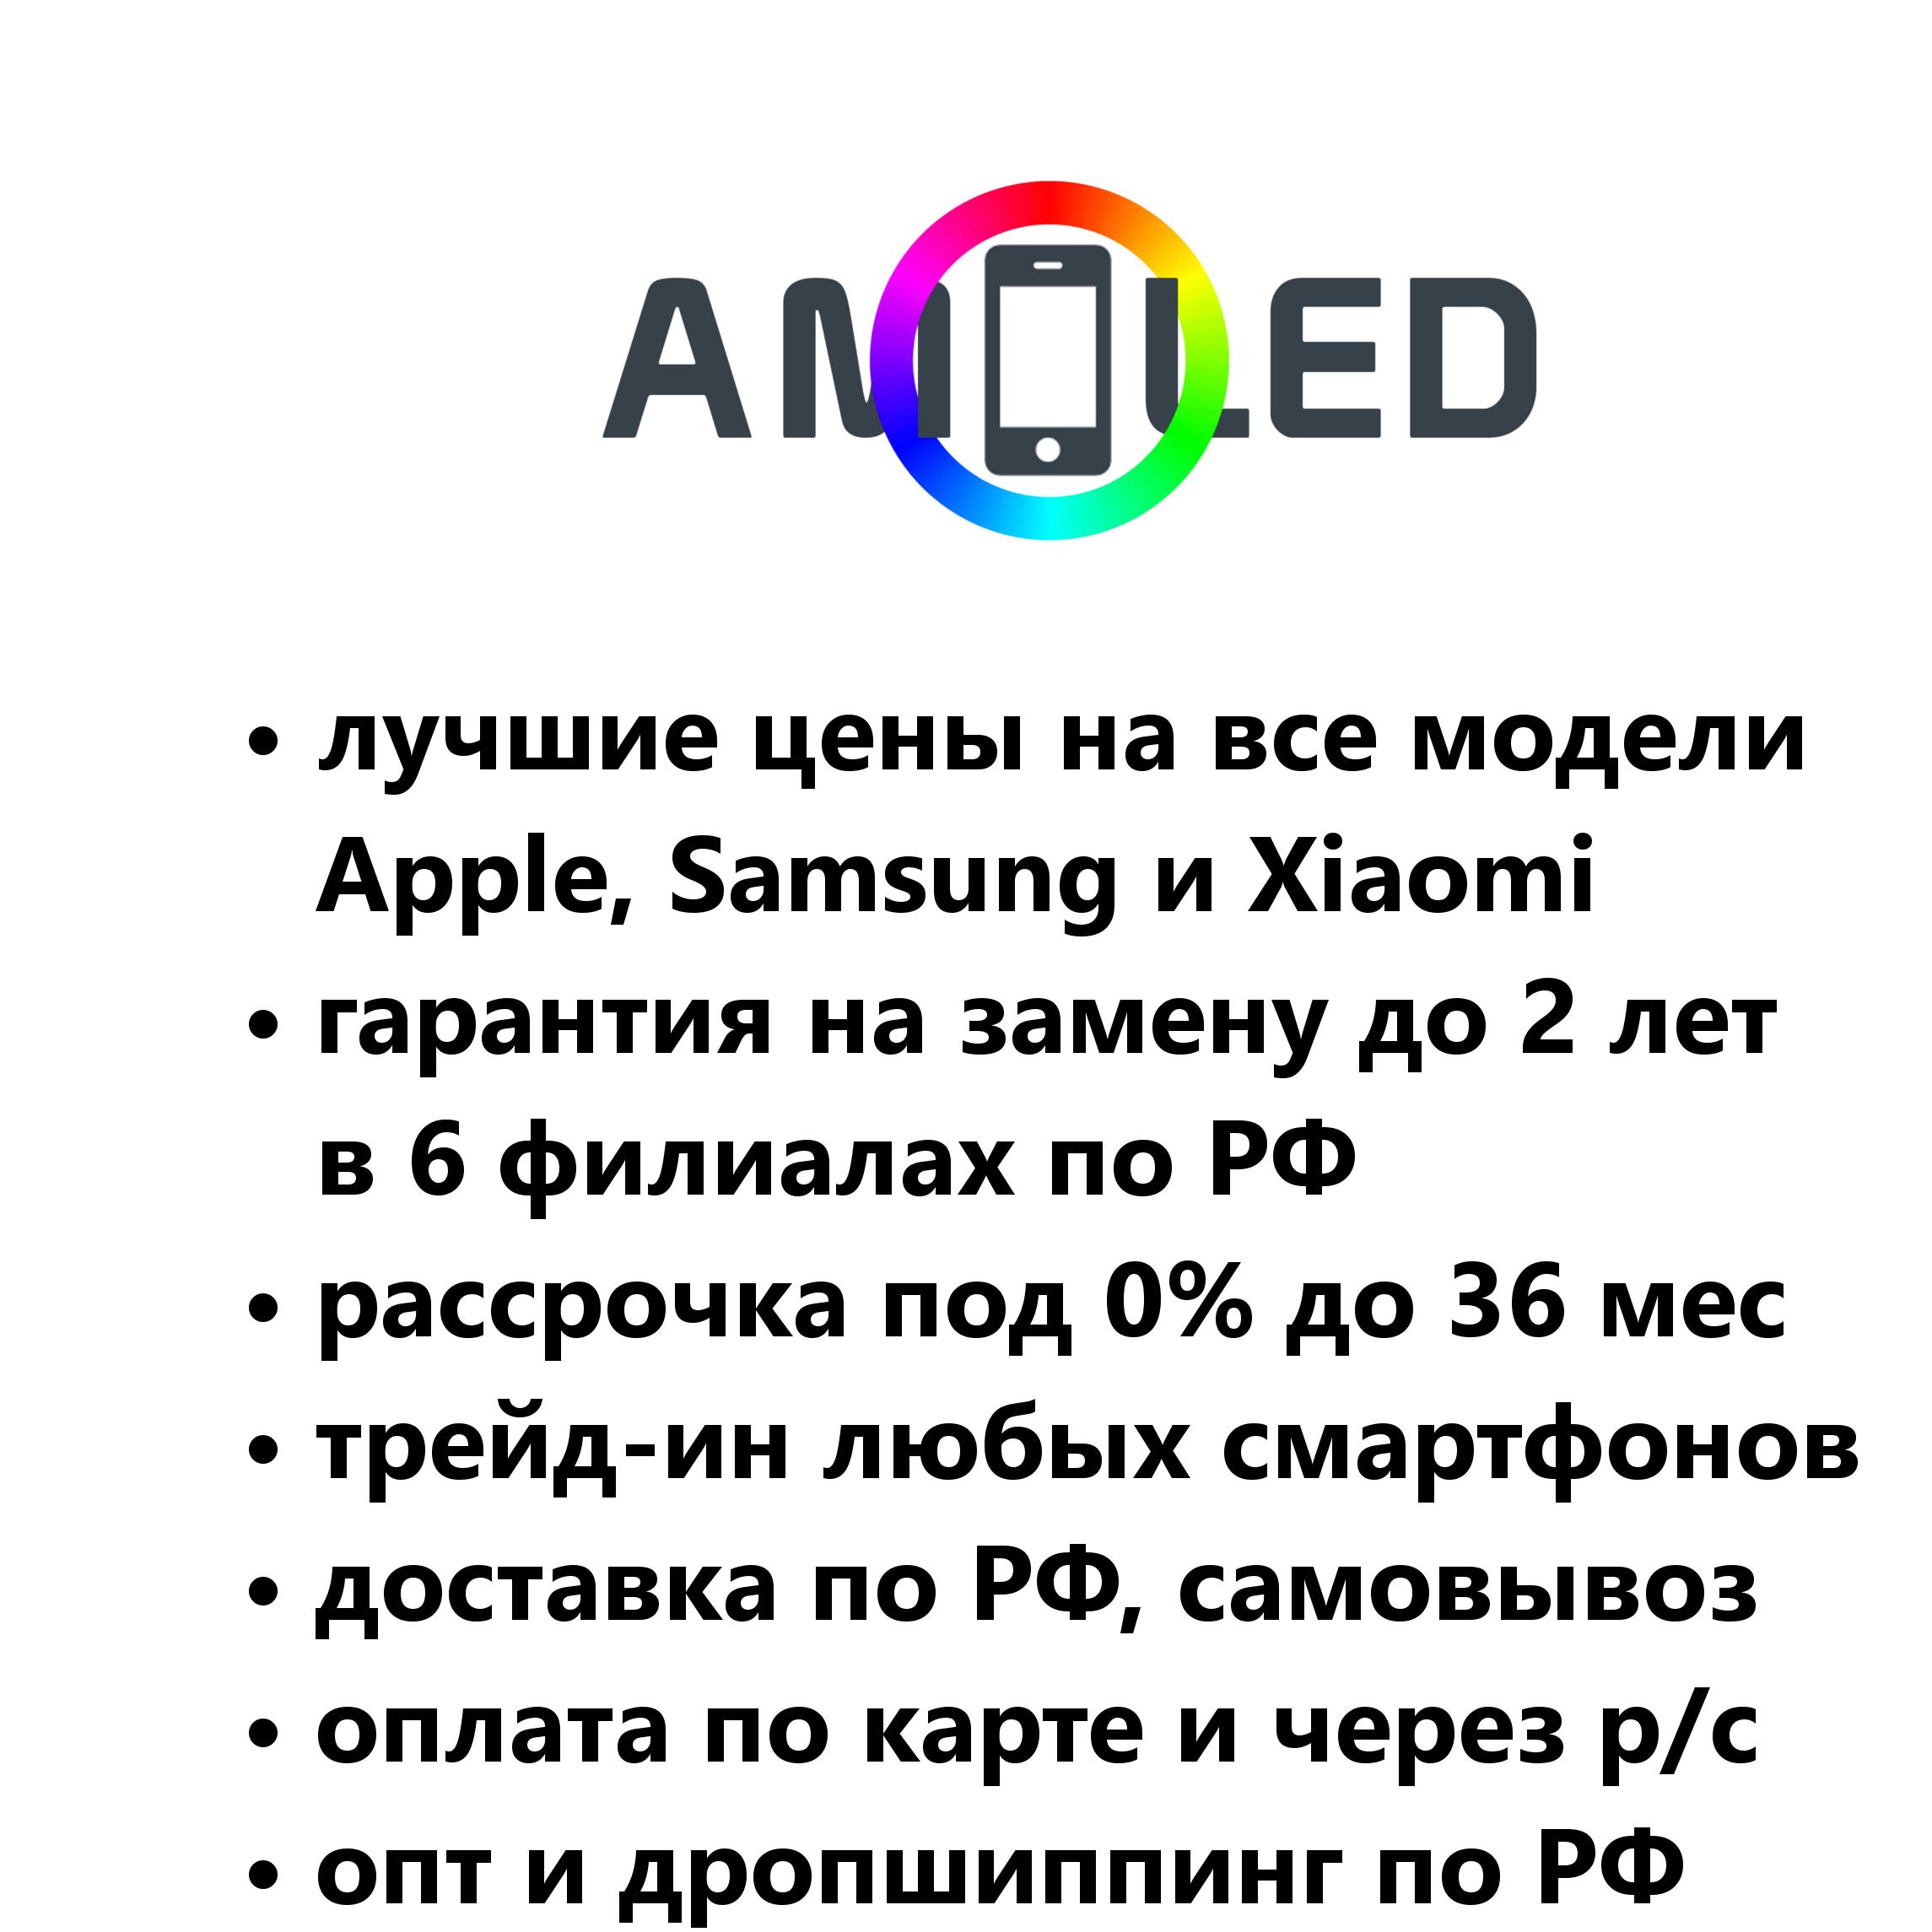 AMOLED
• лучшие цены на все модели
Apple, Samsung и Xiaomi
• гарантия на замену до 2 лет
в 6 филиалах по РФ
• рассрочка под 0% до 36 мес
• трейд-ин любых смартфонов
• доставка по РФ, самовывоз
• оплата по карте и через р/с
• опт и дропшиппинг по РФ